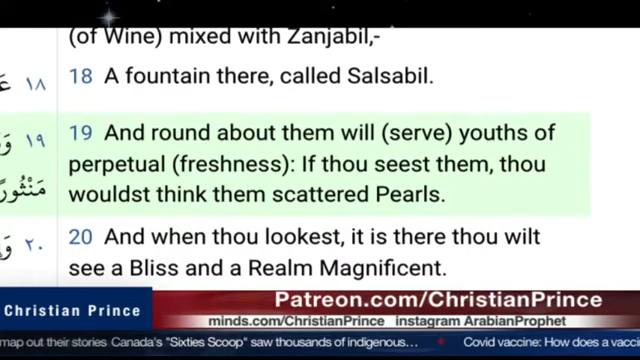 (of Wine) mixed with Zanjabil,-
١٨ 18 A fountain there, called Salsabil.
١٩ 19 And round about them will (serve) youths of
perpetual (freshness): If thou seest them, thou
wouldst think them scattered Pearls.
٢٠ 20 And when thou lookest, it is there thou wilt
see a Bliss and a Realm Magnificent.
Christian Prince
Patreon.com/ChristianPrince
minds.com/ChristianPrince instagram ArabianProphet
map out their stories Canada's "Sixties Scoop" saw thousands of indigenous... Covid vaccine: How does a